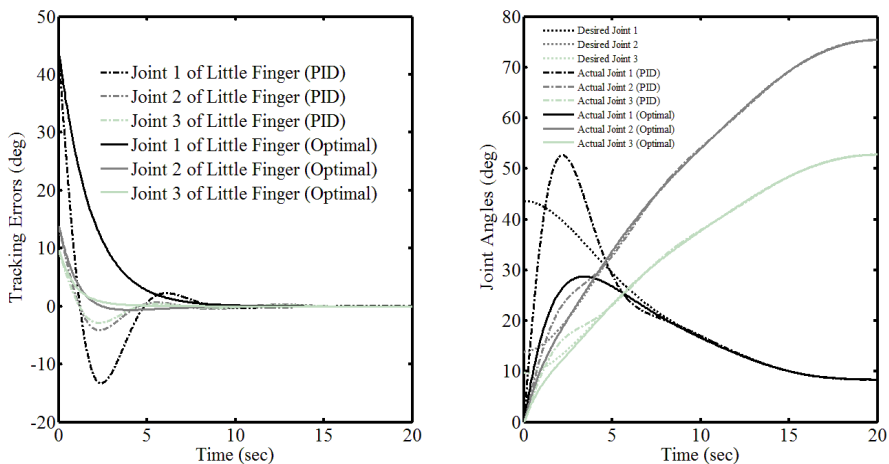 50
40
30
20
10
0
-10
-20
Tracking Errors (deg)
Joint 1 of Little Finger (PID)
Joint 2 of Little Finger (PID)
Joint 3 of Little Finger (PID)
Joint 1 of Little Finger (Optimal)
Joint 2 of Little Finger (Optimal)
Joint 3 of Little Finger (Optimal)
0 5 10 15 20
Time (sec)
80
70
60
50
40
30
20
10
0
Joint Angles (deg)
Desired Joint 1
Desired Joint 2
Desired Joint 3
Actual Joint 1 (PID)
Actual Joint 2 (PID)
Actual Joint 3 (PID)
Actual Joint 1 (Optimal)
Actual Joint 2 (Optimal)
Actual Joint 3 (Optimal)
0 5 10 15 20
Time (sec)